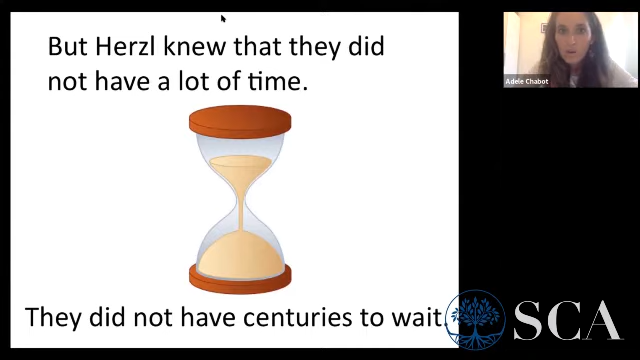 But Herzl knew that they did
not have a lot of time.
Adele Chabot
They did not have centuries to wait.
SCA